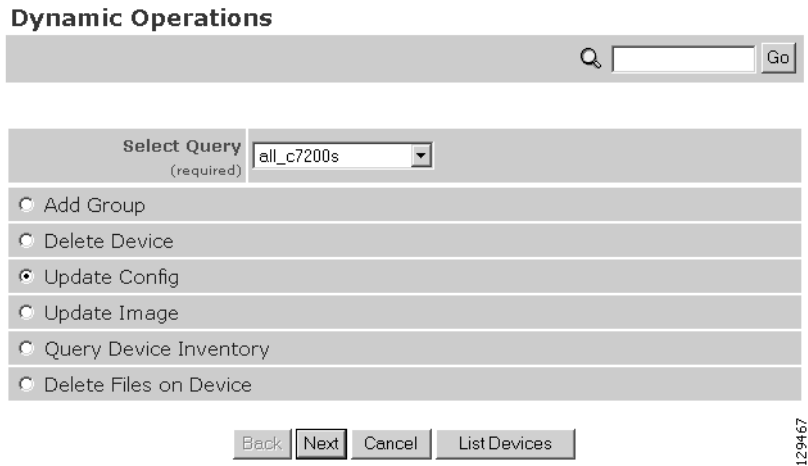 Dynamic Operations
Go
Select Query
(required)
all_c7200s
Add Group
Delete Device
Update Config
Update Image
Query Device Inventory
Delete Files on Device
Back
Next
Cancel
List Devices
129467